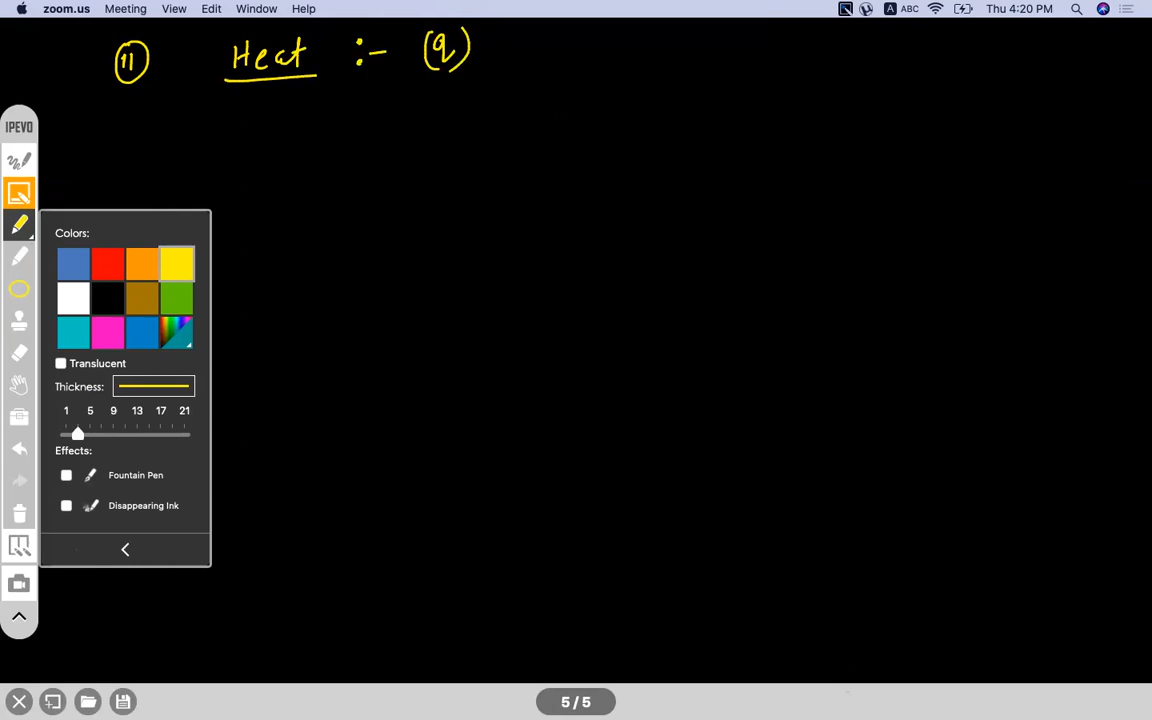 zoom.us Meeting View Edit Window Help A ABC Thu 4:20 PM
(11) Heat :- (q)
IPEVO
Colors:
Translucent
Thickness:
1 5 9 13 17 21
Effects:
Fountain Pen
Disappearing Ink
5 / 5